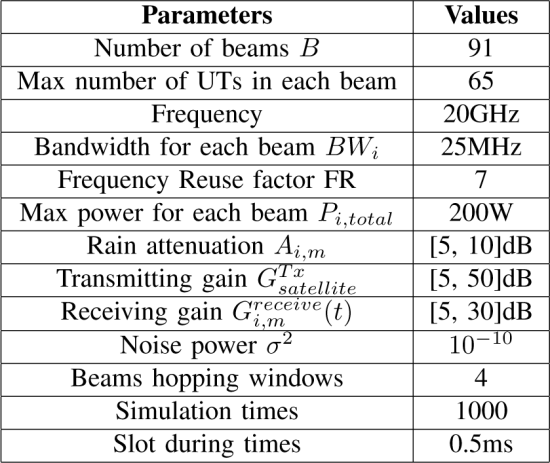 Parameters Values
Number of beams B 91
Max number of UTs in each beam 65
Frequency 20GHz
Bandwidth for each beam BW_i 25MHz
Frequency Reuse factor FR 7
Max power for each beam P_{i,total} 200W
Rain attenuation A_{i,m} [5, 10]dB
Transmitting gain G^{Tx}_{satellite} [5, 50]dB
Receiving gain G^{receive}_{i,m}(t) [5, 30]dB
Noise power σ^2 10^{-10}
Beams hopping windows 4
Simulation times 1000
Slot during times 0.5ms